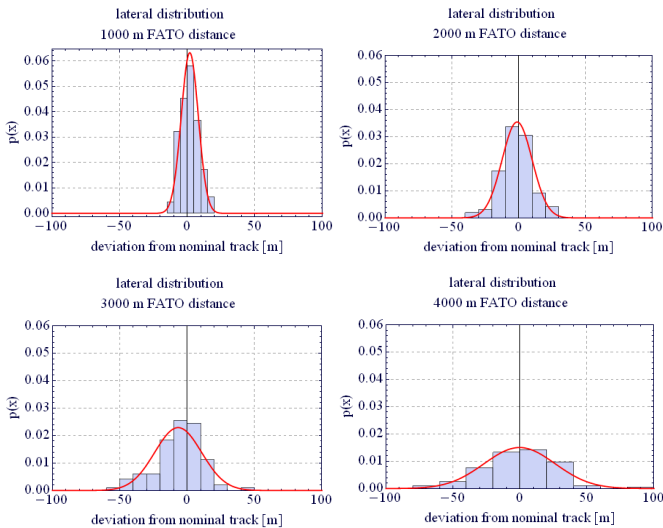 lateral distribution
1000 m FATO distance
0.06
0.05
0.04
0.03
0.02
0.01
0.00
p(x)
−100 −50 0 50 100
deviation from nominal track [m]
lateral distribution
2000 m FATO distance
0.06
0.05
0.04
0.03
0.02
0.01
0.00
p(x)
−100 −50 0 50 100
deviation from nominal track [m]
lateral distribution
3000 m FATO distance
0.06
0.05
0.04
0.03
0.02
0.01
0.00
p(x)
−100 −50 0 50 100
deviation from nominal track [m]
lateral distribution
4000 m FATO distance
0.06
0.05
0.04
0.03
0.02
0.01
0.00
p(x)
−100 −50 0 50 100
deviation from nominal track [m]